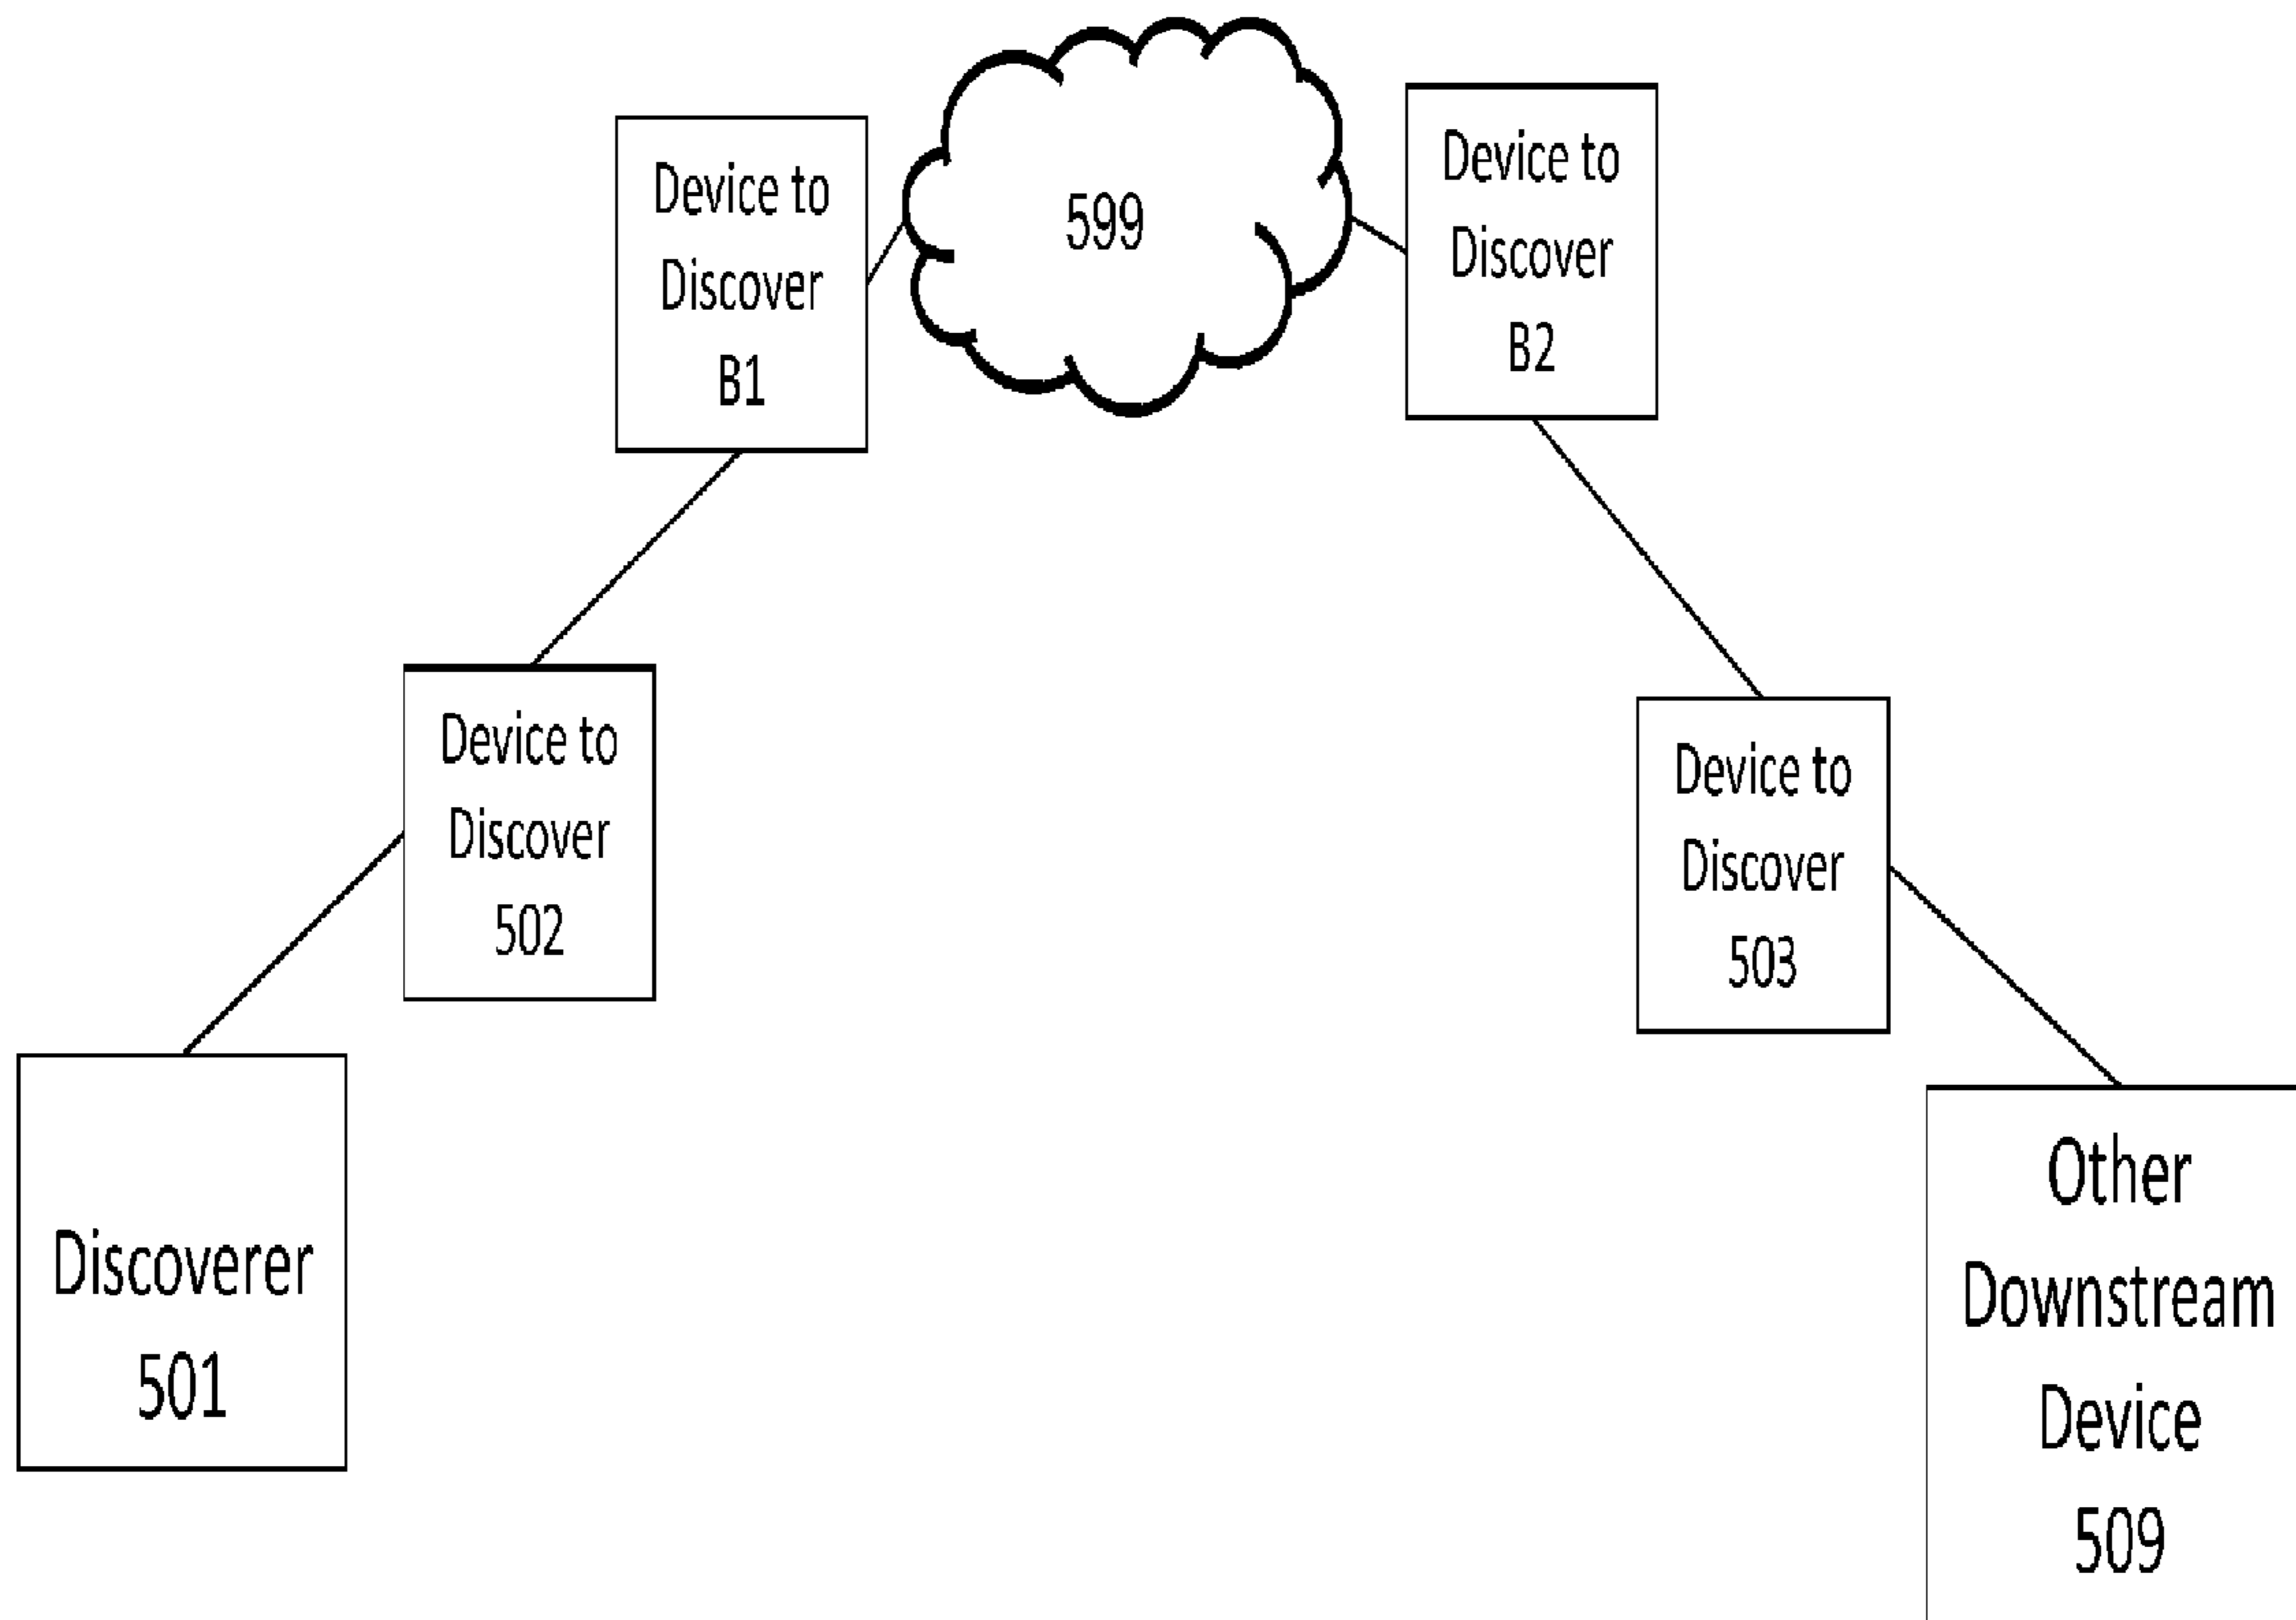 Device to
Discover
B1
599
Device to
Discover
B2
Device to
Discover
502
Device to
Discover
503
Discoverer
501
Other
Downstream
Device
509